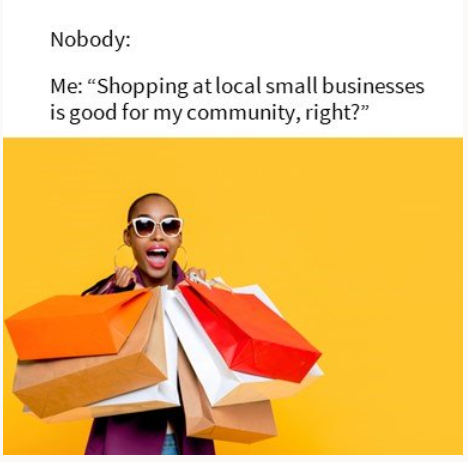 Nobody:
Me: “Shopping at local small businesses
is good for my community, right?”